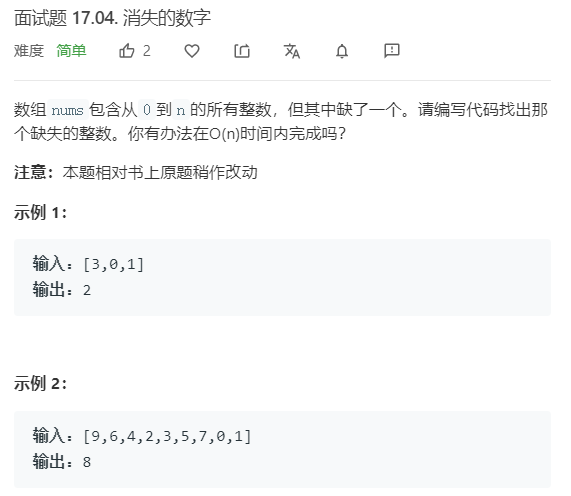 面试题 17.04. 消失的数字
难度 简单 2
数组 nums 包含从 0 到 n 的所有整数，但其中缺了一个。请编写代码找出那
个缺失的整数。你有办法在O(n)时间内完成吗？
注意：本题相对书上原题稍作改动
示例 1：
输入：[3,0,1]
输出：2
示例 2：
输入：[9,6,4,2,3,5,7,0,1]
输出：8